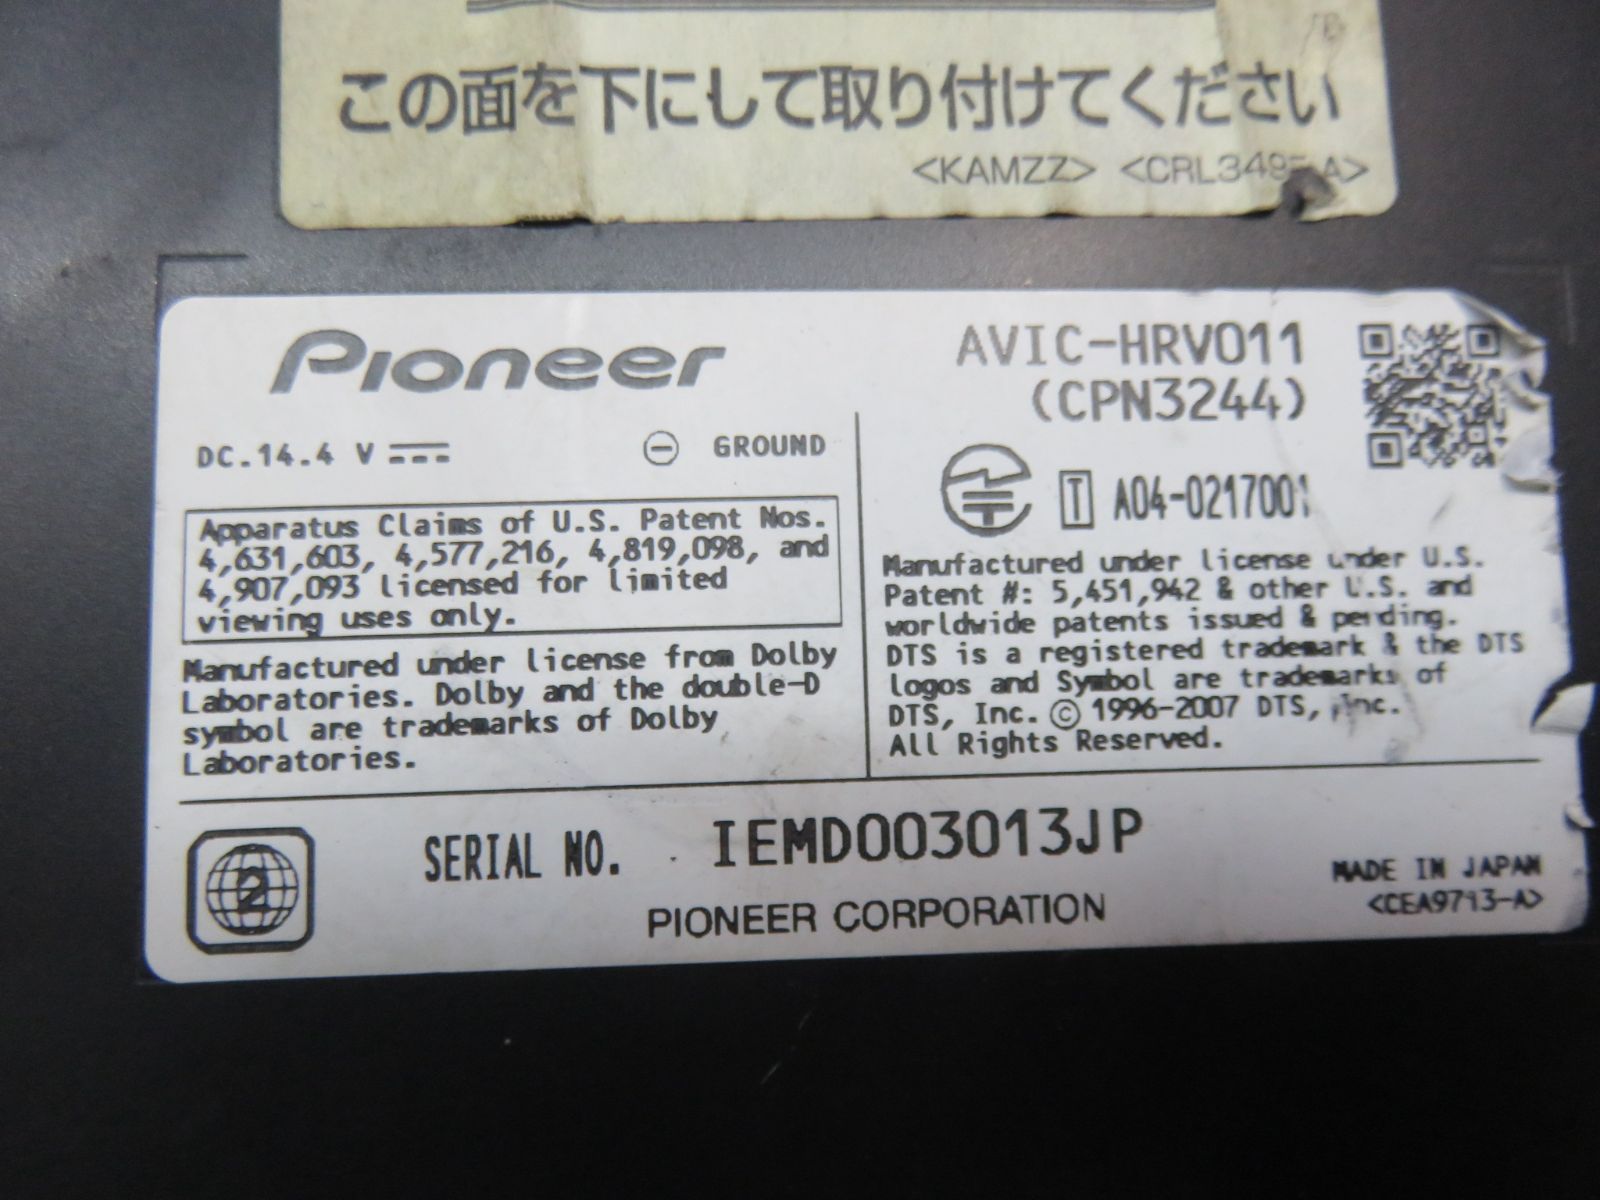 この面を下にして取り付けてください
<KAMZZ>
Pioneer
AVIC-HRV011
(CPN3244)
DC.14.4 V
GROUND
T A04-0217001
Apparatus Claims of U.S. Patent Nos.
4,631,603, 4,577,216, 4,819,098, and
4,907,093 licensed for limited
viewing uses only.
Manufactured under license from Dolby
Laboratories. Dolby and the double-D
symbol are trademarks of Dolby
Laboratories.
Manufactured under license under U.S.
Patent #: 5,451,942 & other U.S. and
worldwide patents issued & pending.
DTS is a registered trademark & the DTS
logos and Symbol are trademarks of
DTS, Inc. © 1996-2007 DTS, Inc.
All Rights Reserved.
2
SERIAL NO. IEMD003013JP
PIONEER CORPORATION
MADE IN JAPAN
<CEA9713-A>